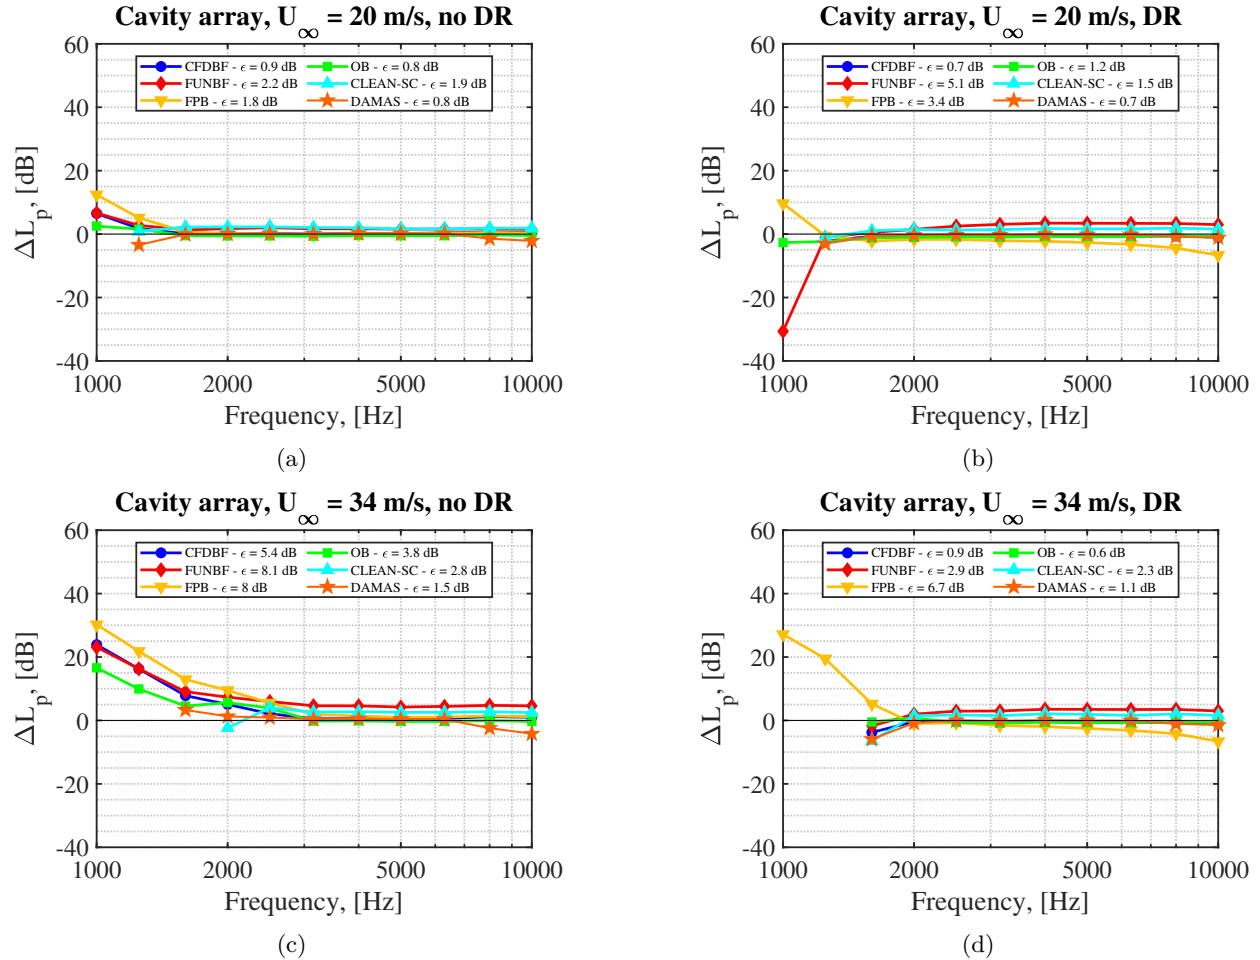 Cavity array, U∞ = 20 m/s, no DR
CFDBF - ϵ = 0.9 dB
OB - ϵ = 0.8 dB
FUNBF - ϵ = 2.2 dB
CLEAN-SC - ϵ = 1.9 dB
FPB - ϵ = 1.8 dB
DAMAS - ϵ = 0.8 dB
60
40
20
0
-20
-40
ΔLp, [dB]
1000
2000
5000
10000
Frequency, [Hz]
(a)
Cavity array, U∞ = 20 m/s, DR
CFDBF - ϵ = 0.7 dB
OB - ϵ = 1.2 dB
FUNBF - ϵ = 5.1 dB
CLEAN-SC - ϵ = 1.5 dB
FPB - ϵ = 3.4 dB
DAMAS - ϵ = 0.7 dB
60
40
20
0
-20
-40
ΔLp, [dB]
1000
2000
5000
10000
Frequency, [Hz]
(b)
Cavity array, U∞ = 34 m/s, no DR
CFDBF - ϵ = 5.4 dB
OB - ϵ = 3.8 dB
FUNBF - ϵ = 8.1 dB
CLEAN-SC - ϵ = 2.8 dB
FPB - ϵ = 8 dB
DAMAS - ϵ = 1.5 dB
60
40
20
0
-20
-40
ΔLp, [dB]
1000
2000
5000
10000
Frequency, [Hz]
(c)
Cavity array, U∞ = 34 m/s, DR
CFDBF - ϵ = 0.9 dB
OB - ϵ = 0.6 dB
FUNBF - ϵ = 2.9 dB
CLEAN-SC - ϵ = 2.3 dB
FPB - ϵ = 6.7 dB
DAMAS - ϵ = 1.1 dB
60
40
20
0
-20
-40
ΔLp, [dB]
1000
2000
5000
10000
Frequency, [Hz]
(d)